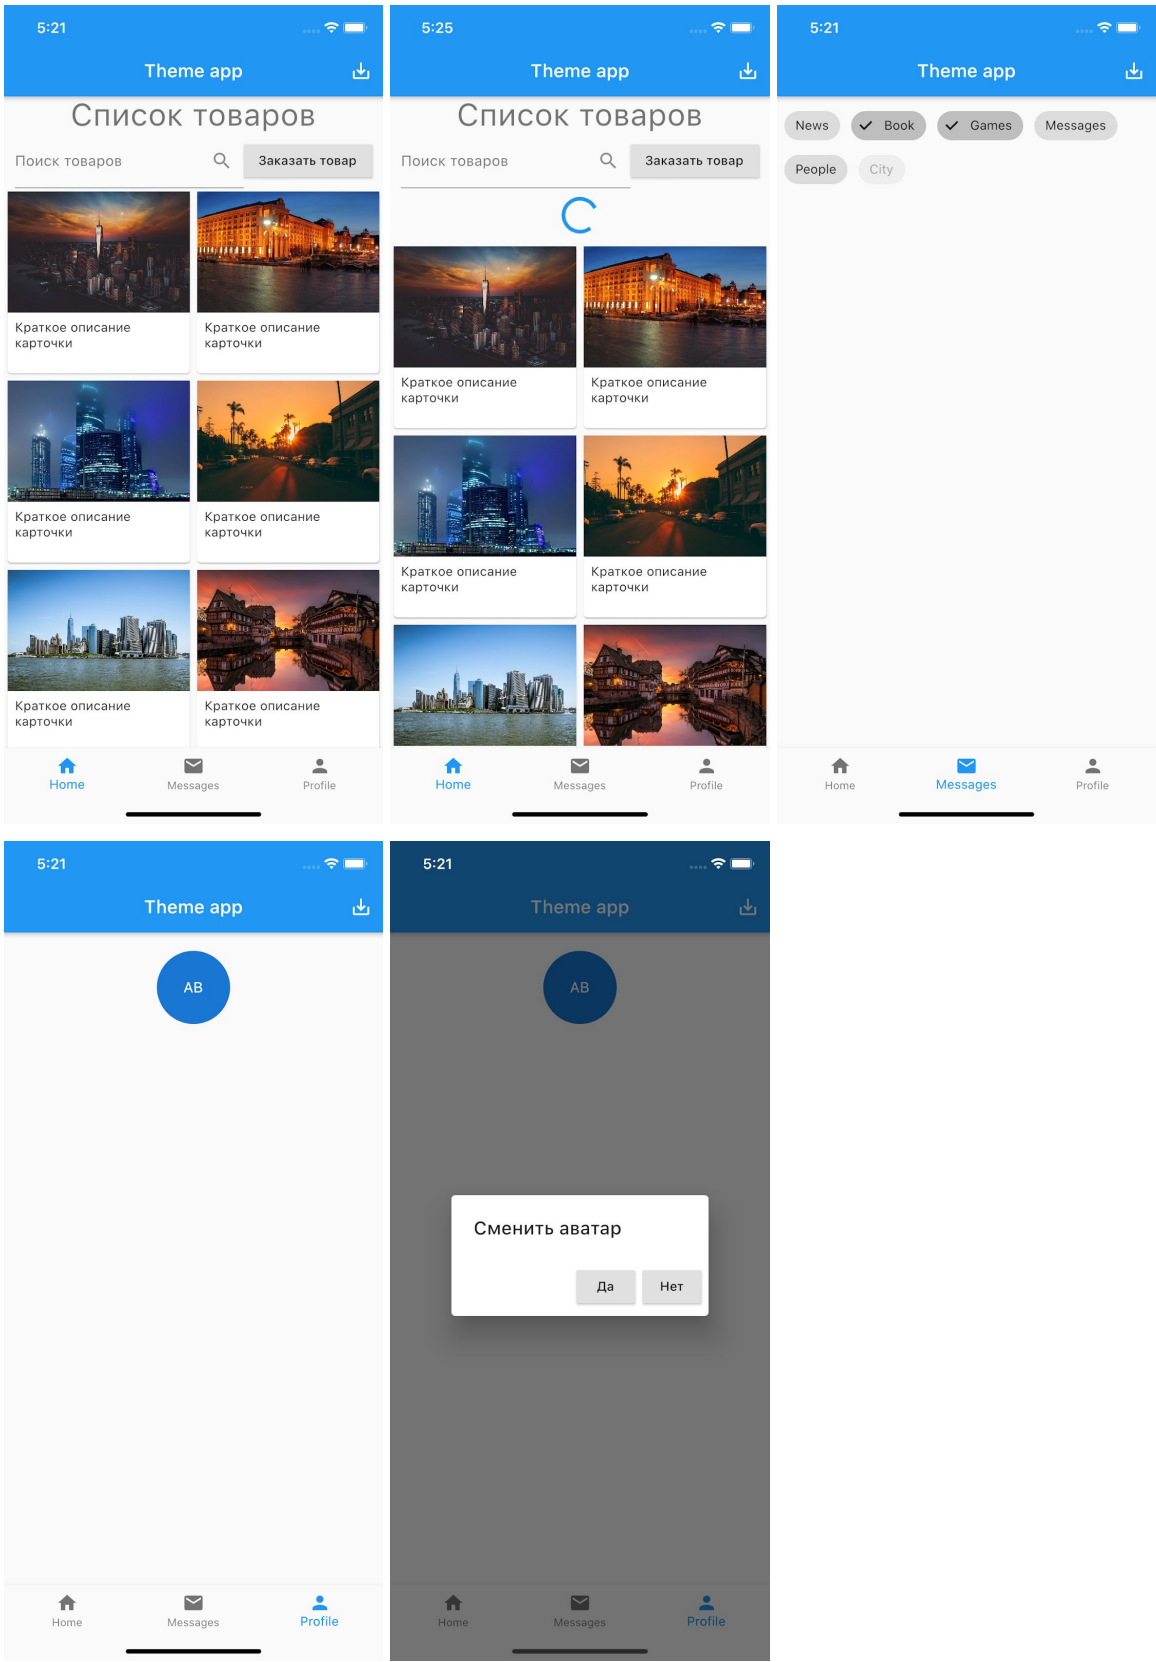 5:21
Theme app
Список товаров
Поиск товаров
Заказать товар
Краткое описание
карточки
Краткое описание
карточки
Краткое описание
карточки
Краткое описание
карточки
Краткое описание
карточки
Краткое описание
карточки
Home
Messages
Profile
5:25
Theme app
Список товаров
Поиск товаров
Заказать товар
Краткое описание
карточки
Краткое описание
карточки
Краткое описание
карточки
Краткое описание
карточки
Home
Messages
Profile
5:21
Theme app
News
Book
Games
Messages
People
City
Home
Messages
Profile
5:21
Theme app
AB
Home
Messages
Profile
5:21
Theme app
AB
Сменить аватар
Да
Нет
Home
Messages
Profile